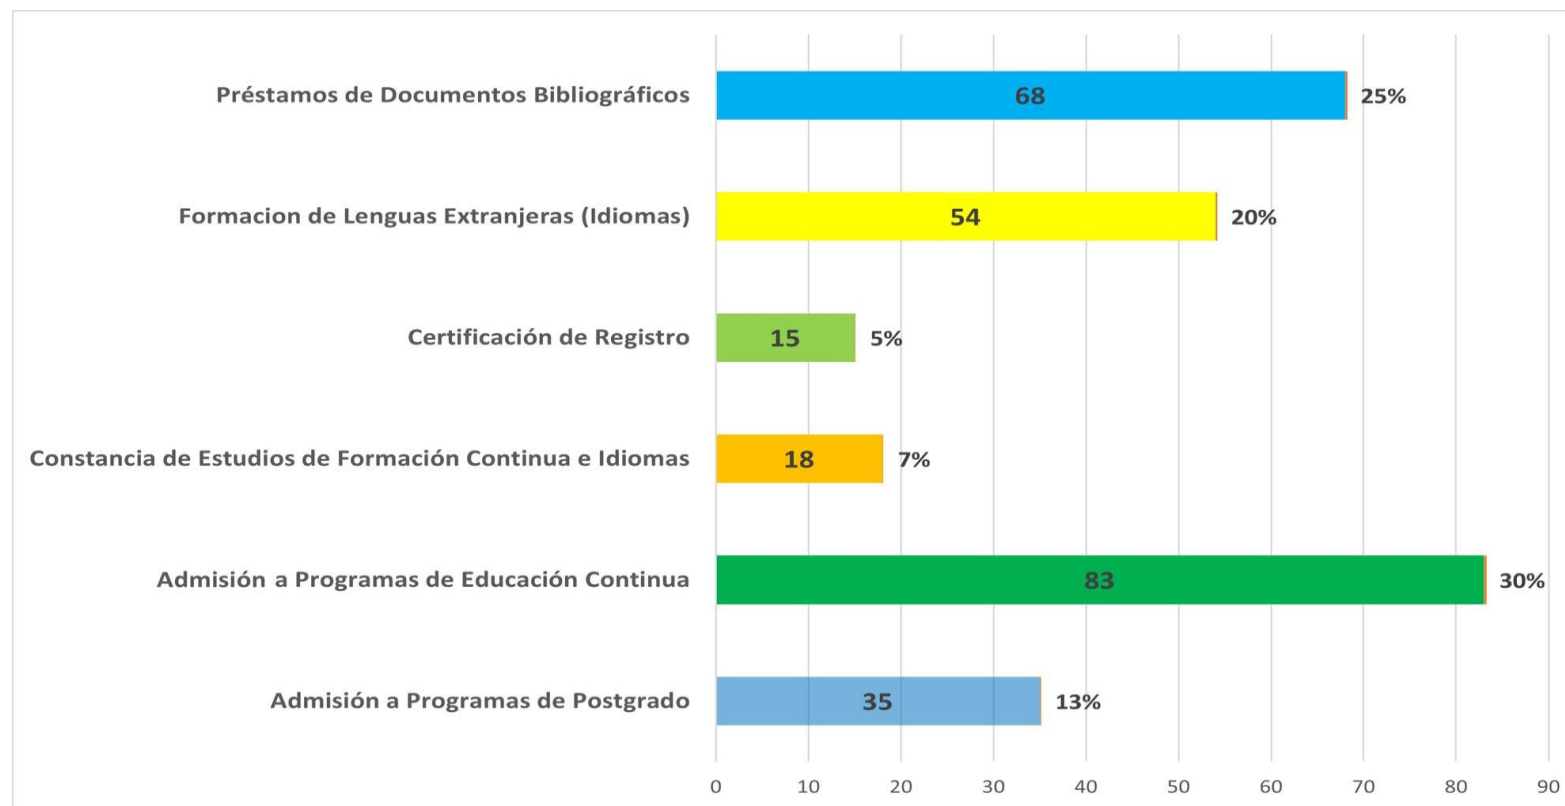 Préstamos de Documentos Bibliográficos 68 25%
Formacion de Lenguas Extranjeras (Idiomas) 54 20%
Certificación de Registro 15 5%
Constancia de Estudios de Formación Continua e Idiomas 18 7%
Admisión a Programas de Educación Continua 83 30%
Admisión a Programas de Postgrado 35 13%
0 10 20 30 40 50 60 70 80 90